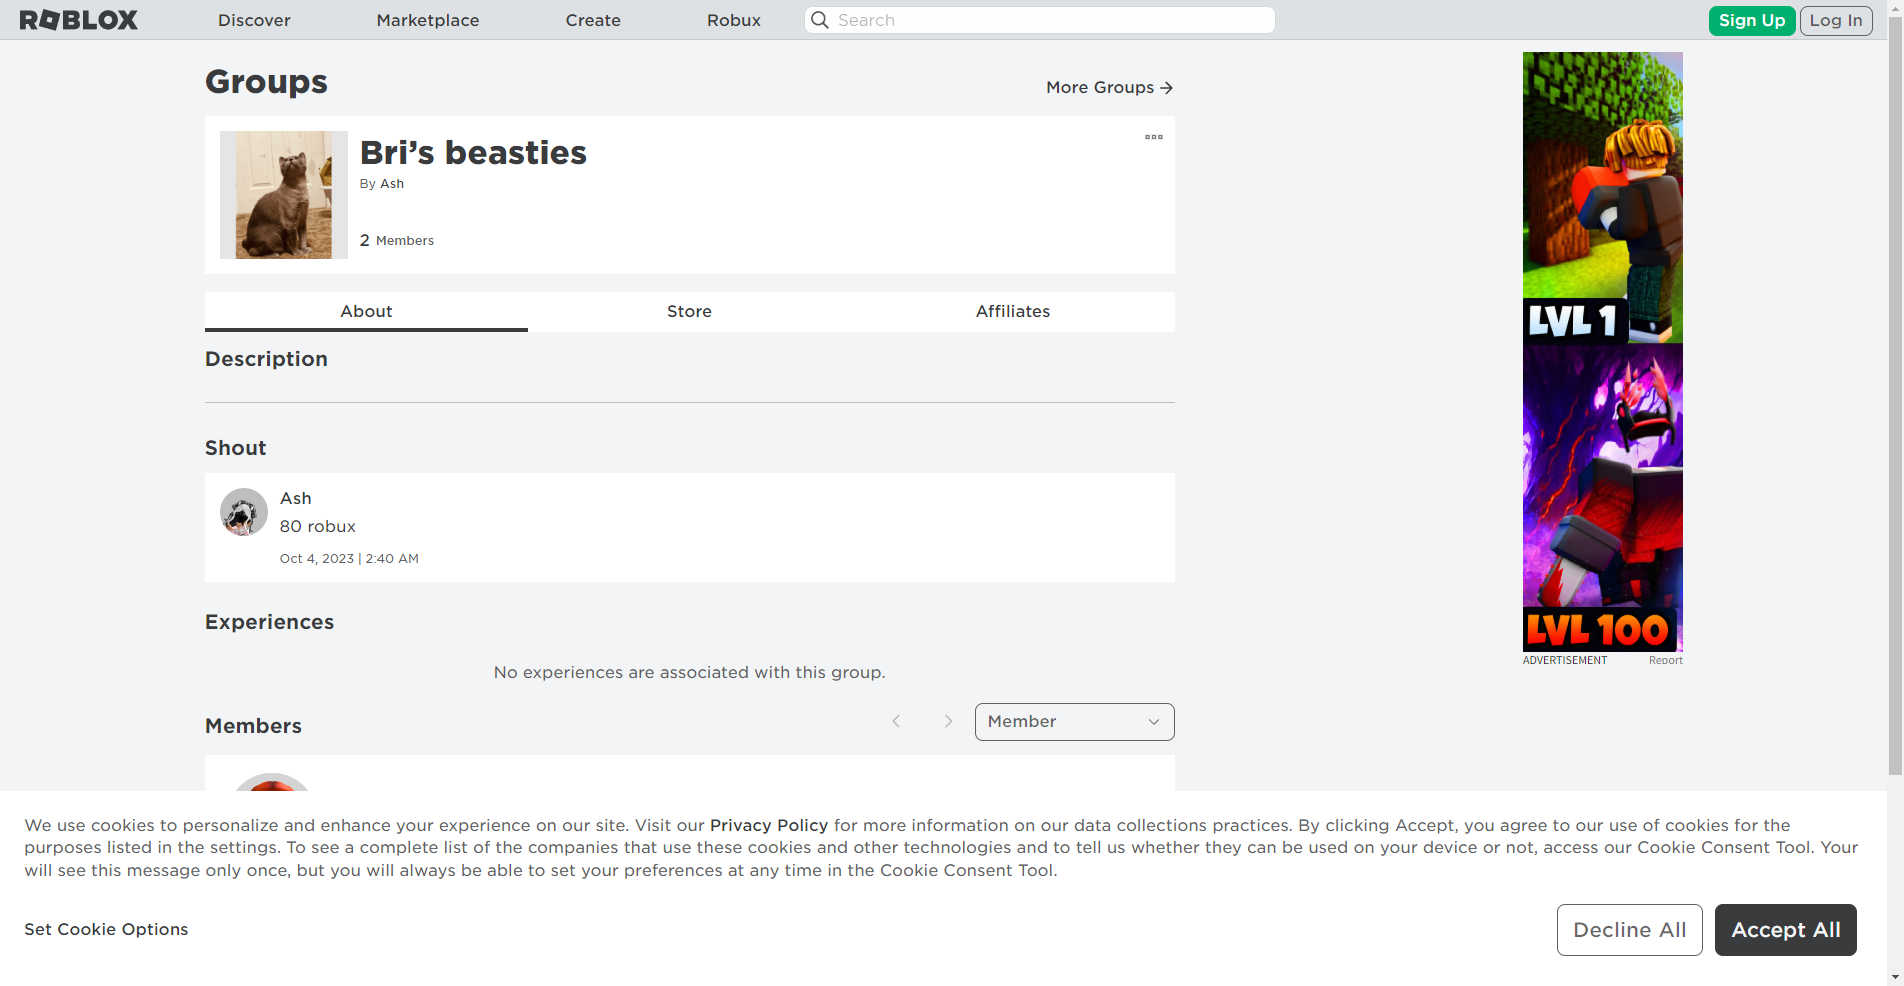 ROBLOX Discover Marketplace Create Robux Search Sign Up Log In
Groups
More Groups
Bri’s beasties
By Ash
2 Members
About Store Affiliates
Description
Shout
Ash
80 robux
Oct 4, 2023 | 2:40 AM
Experiences
No experiences are associated with this group.
Members
Member
LVL 1
LVL 100
ADVERTISEMENT Report
We use cookies to personalize and enhance your experience on our site. Visit our Privacy Policy for more information on our data collections practices. By clicking Accept, you agree to our use of cookies for the
purposes listed in the settings. To see a complete list of the companies that use these cookies and other technologies and to tell us whether they can be used on your device or not, access our Cookie Consent Tool. Your
will see this message only once, but you will always be able to set your preferences at any time in the Cookie Consent Tool.
Set Cookie Options
Decline All
Accept All